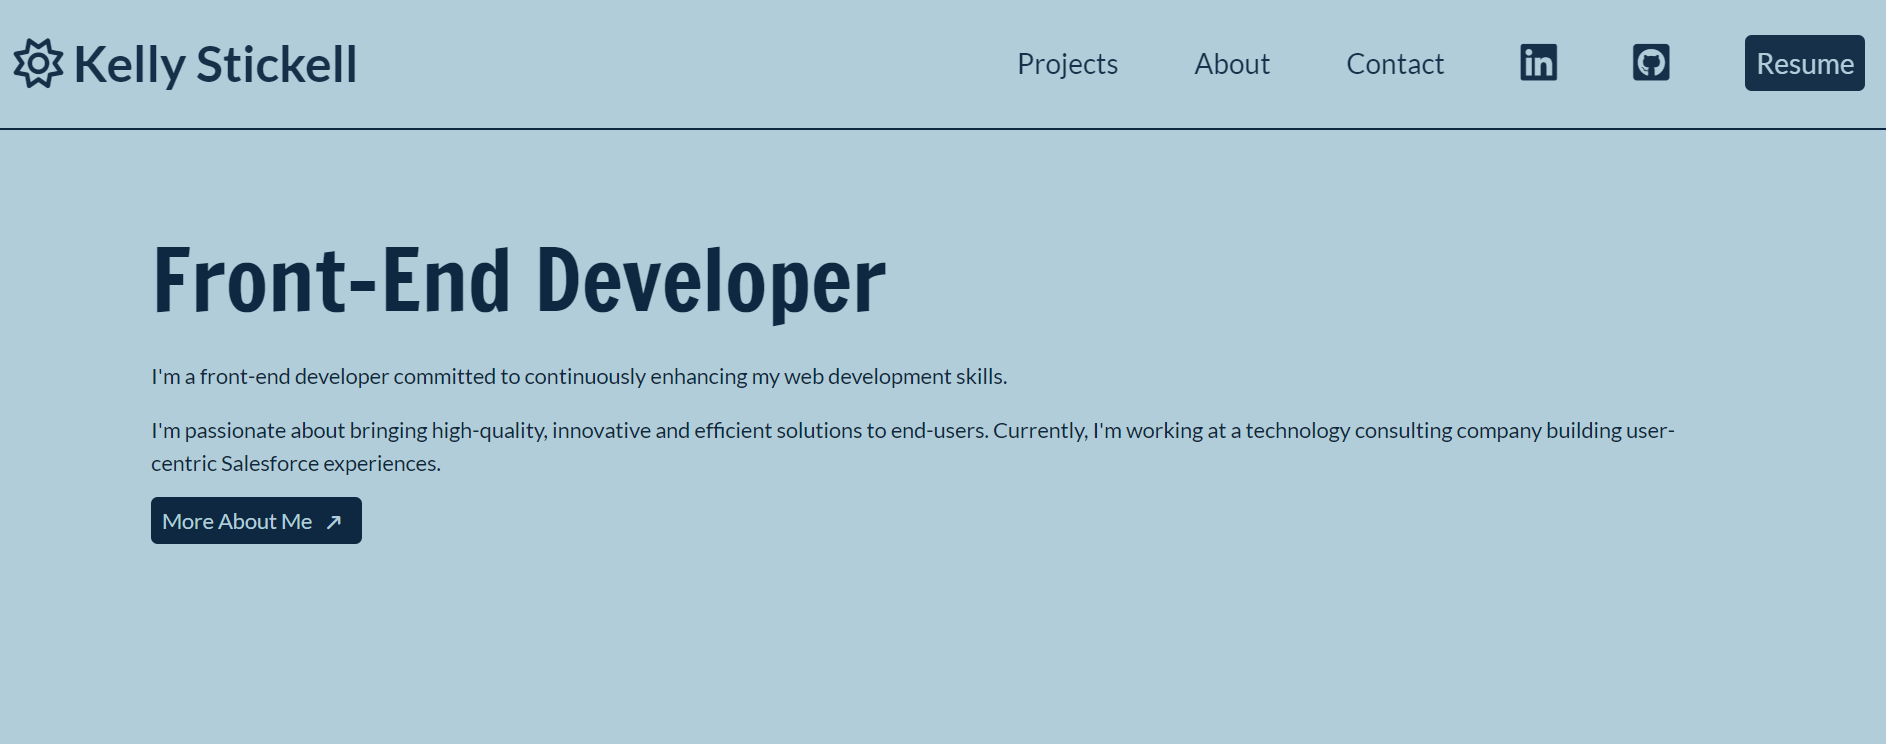 Kelly Stickell
Projects
About
Contact
in
Resume
Front-End Developer
I'm a front-end developer committed to continuously enhancing my web development skills.
I'm passionate about bringing high-quality, innovative and efficient solutions to end-users. Currently, I'm working at a technology consulting company building user-
centric Salesforce experiences.
More About Me